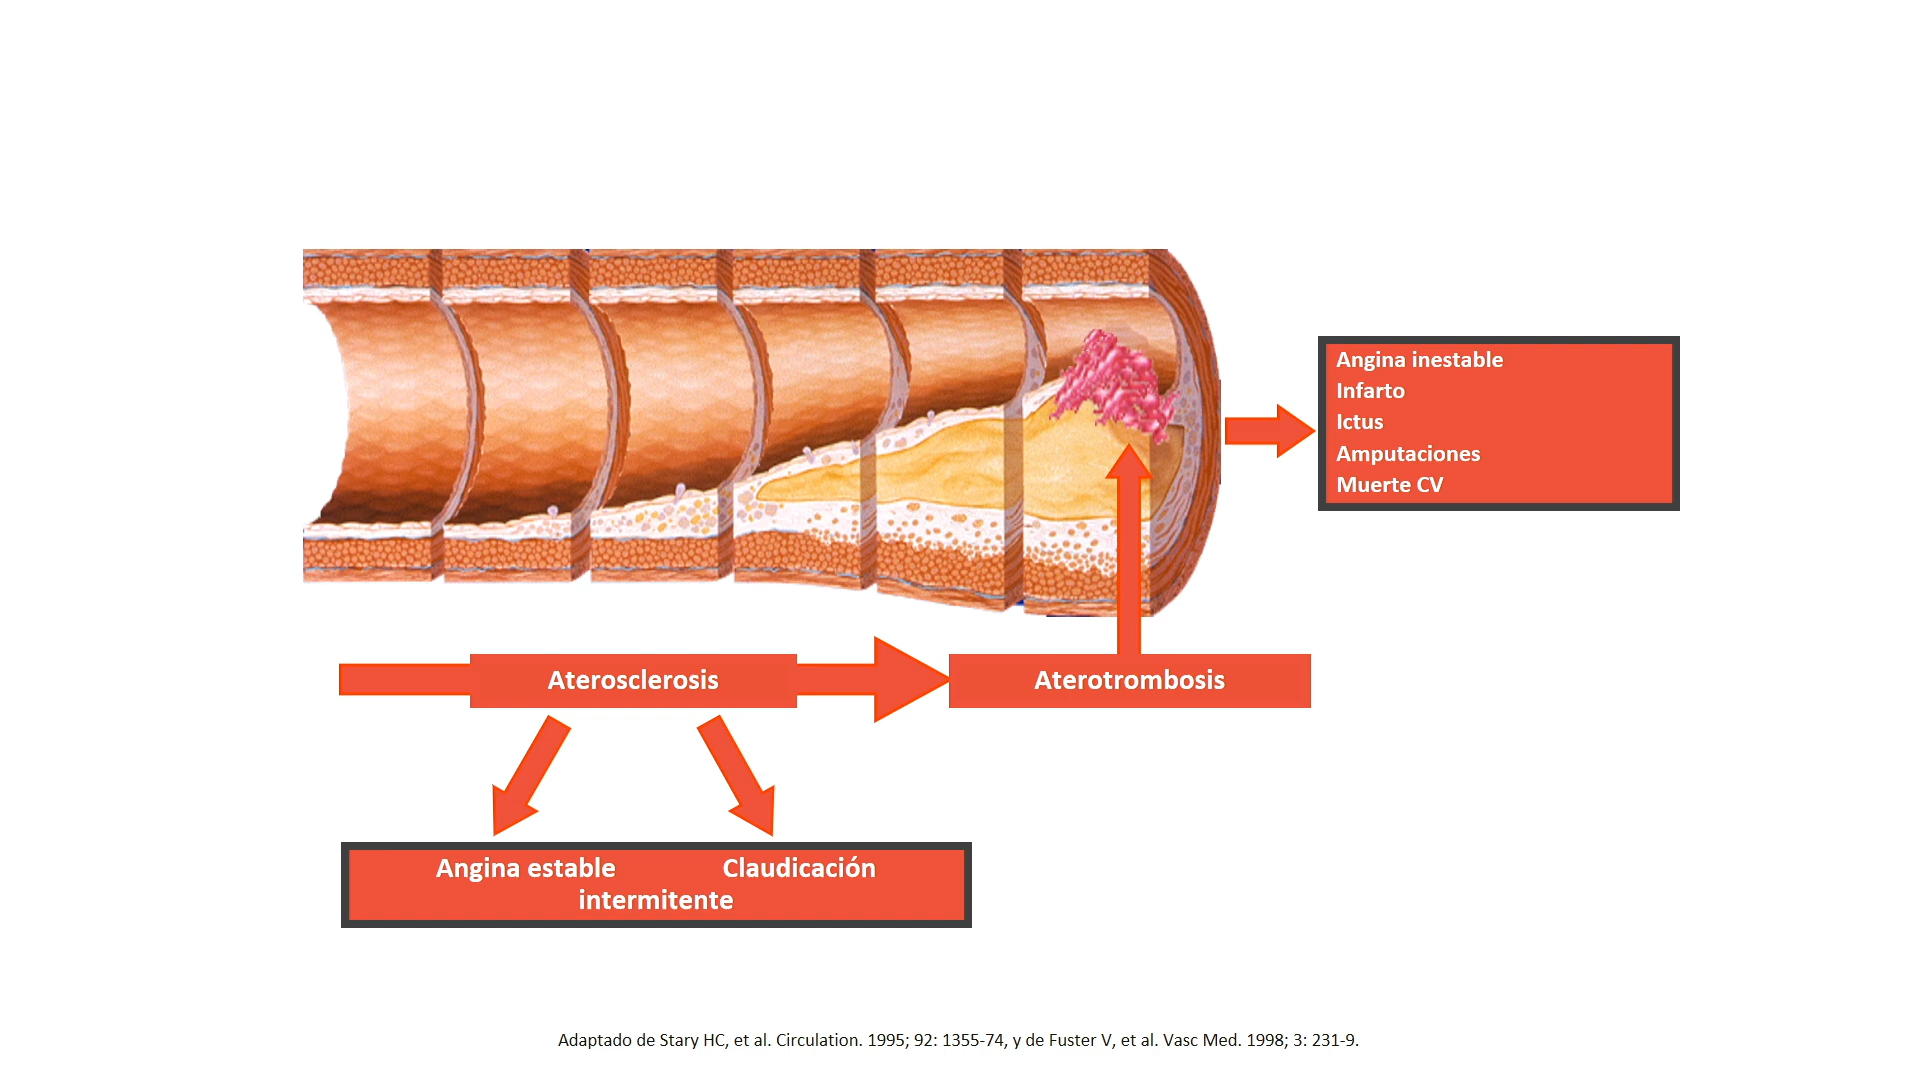 Angina inestable
Infarto
Ictus
Amputaciones
Muerte CV
Aterosclerosis
Aterotrombosis
Angina estable Claudicación
intermitente
Adaptado de Stary HC, et al. Circulation. 1995; 92: 1355-74, y de Fuster V, et al. Vasc Med. 1998; 3: 231-9.